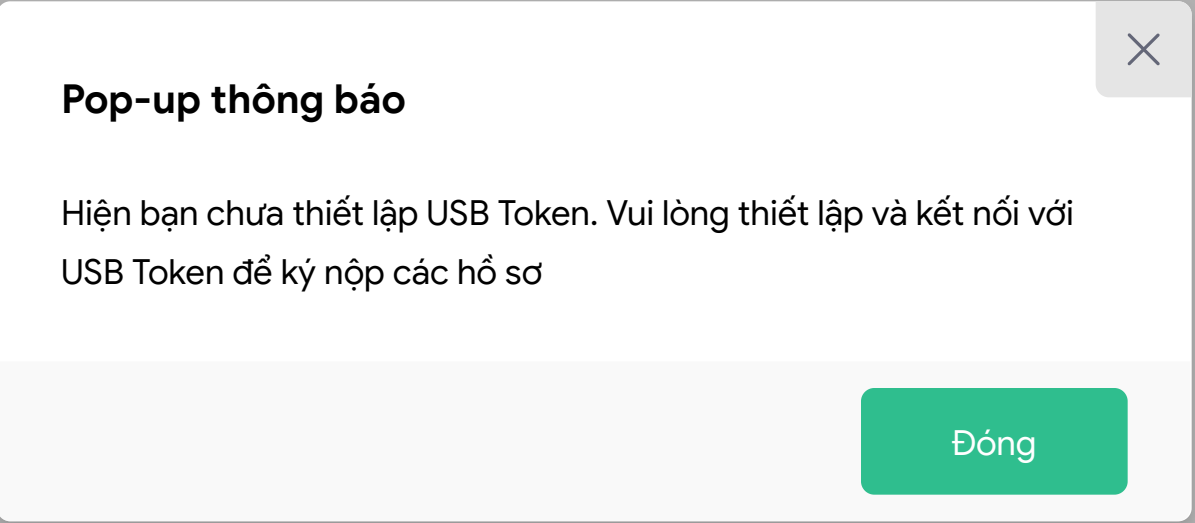 Pop-up thông báo
Hiện bạn chưa thiết lập USB Token. Vui lòng thiết lập và kết nối với
USB Token để ký nộp các hồ sơ
Đóng